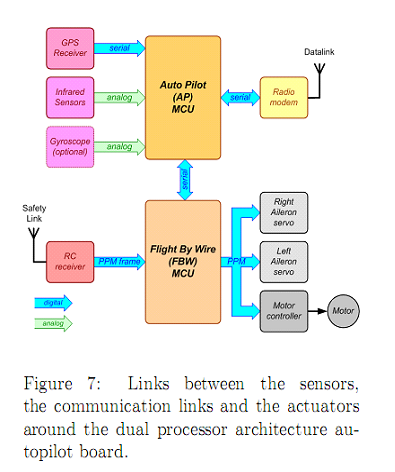 GPS
Receiver
serial
Auto Pilot
(AP)
MCU
Datalink
Infrared
Sensors
analog
serial
Radio
modem
Gyroscope
(optional)
analog
serial
Safety
Link
RC
receiver
PPM frame
Flight By Wire
(FBW)
MCU
PPM
Right
Aileron
servo
Left
Aileron
servo
Motor
controller
Motor
digital
analog
Figure 7: Links between the sensors,
the communication links and the actuators
around the dual processor architecture au-
topilot board.